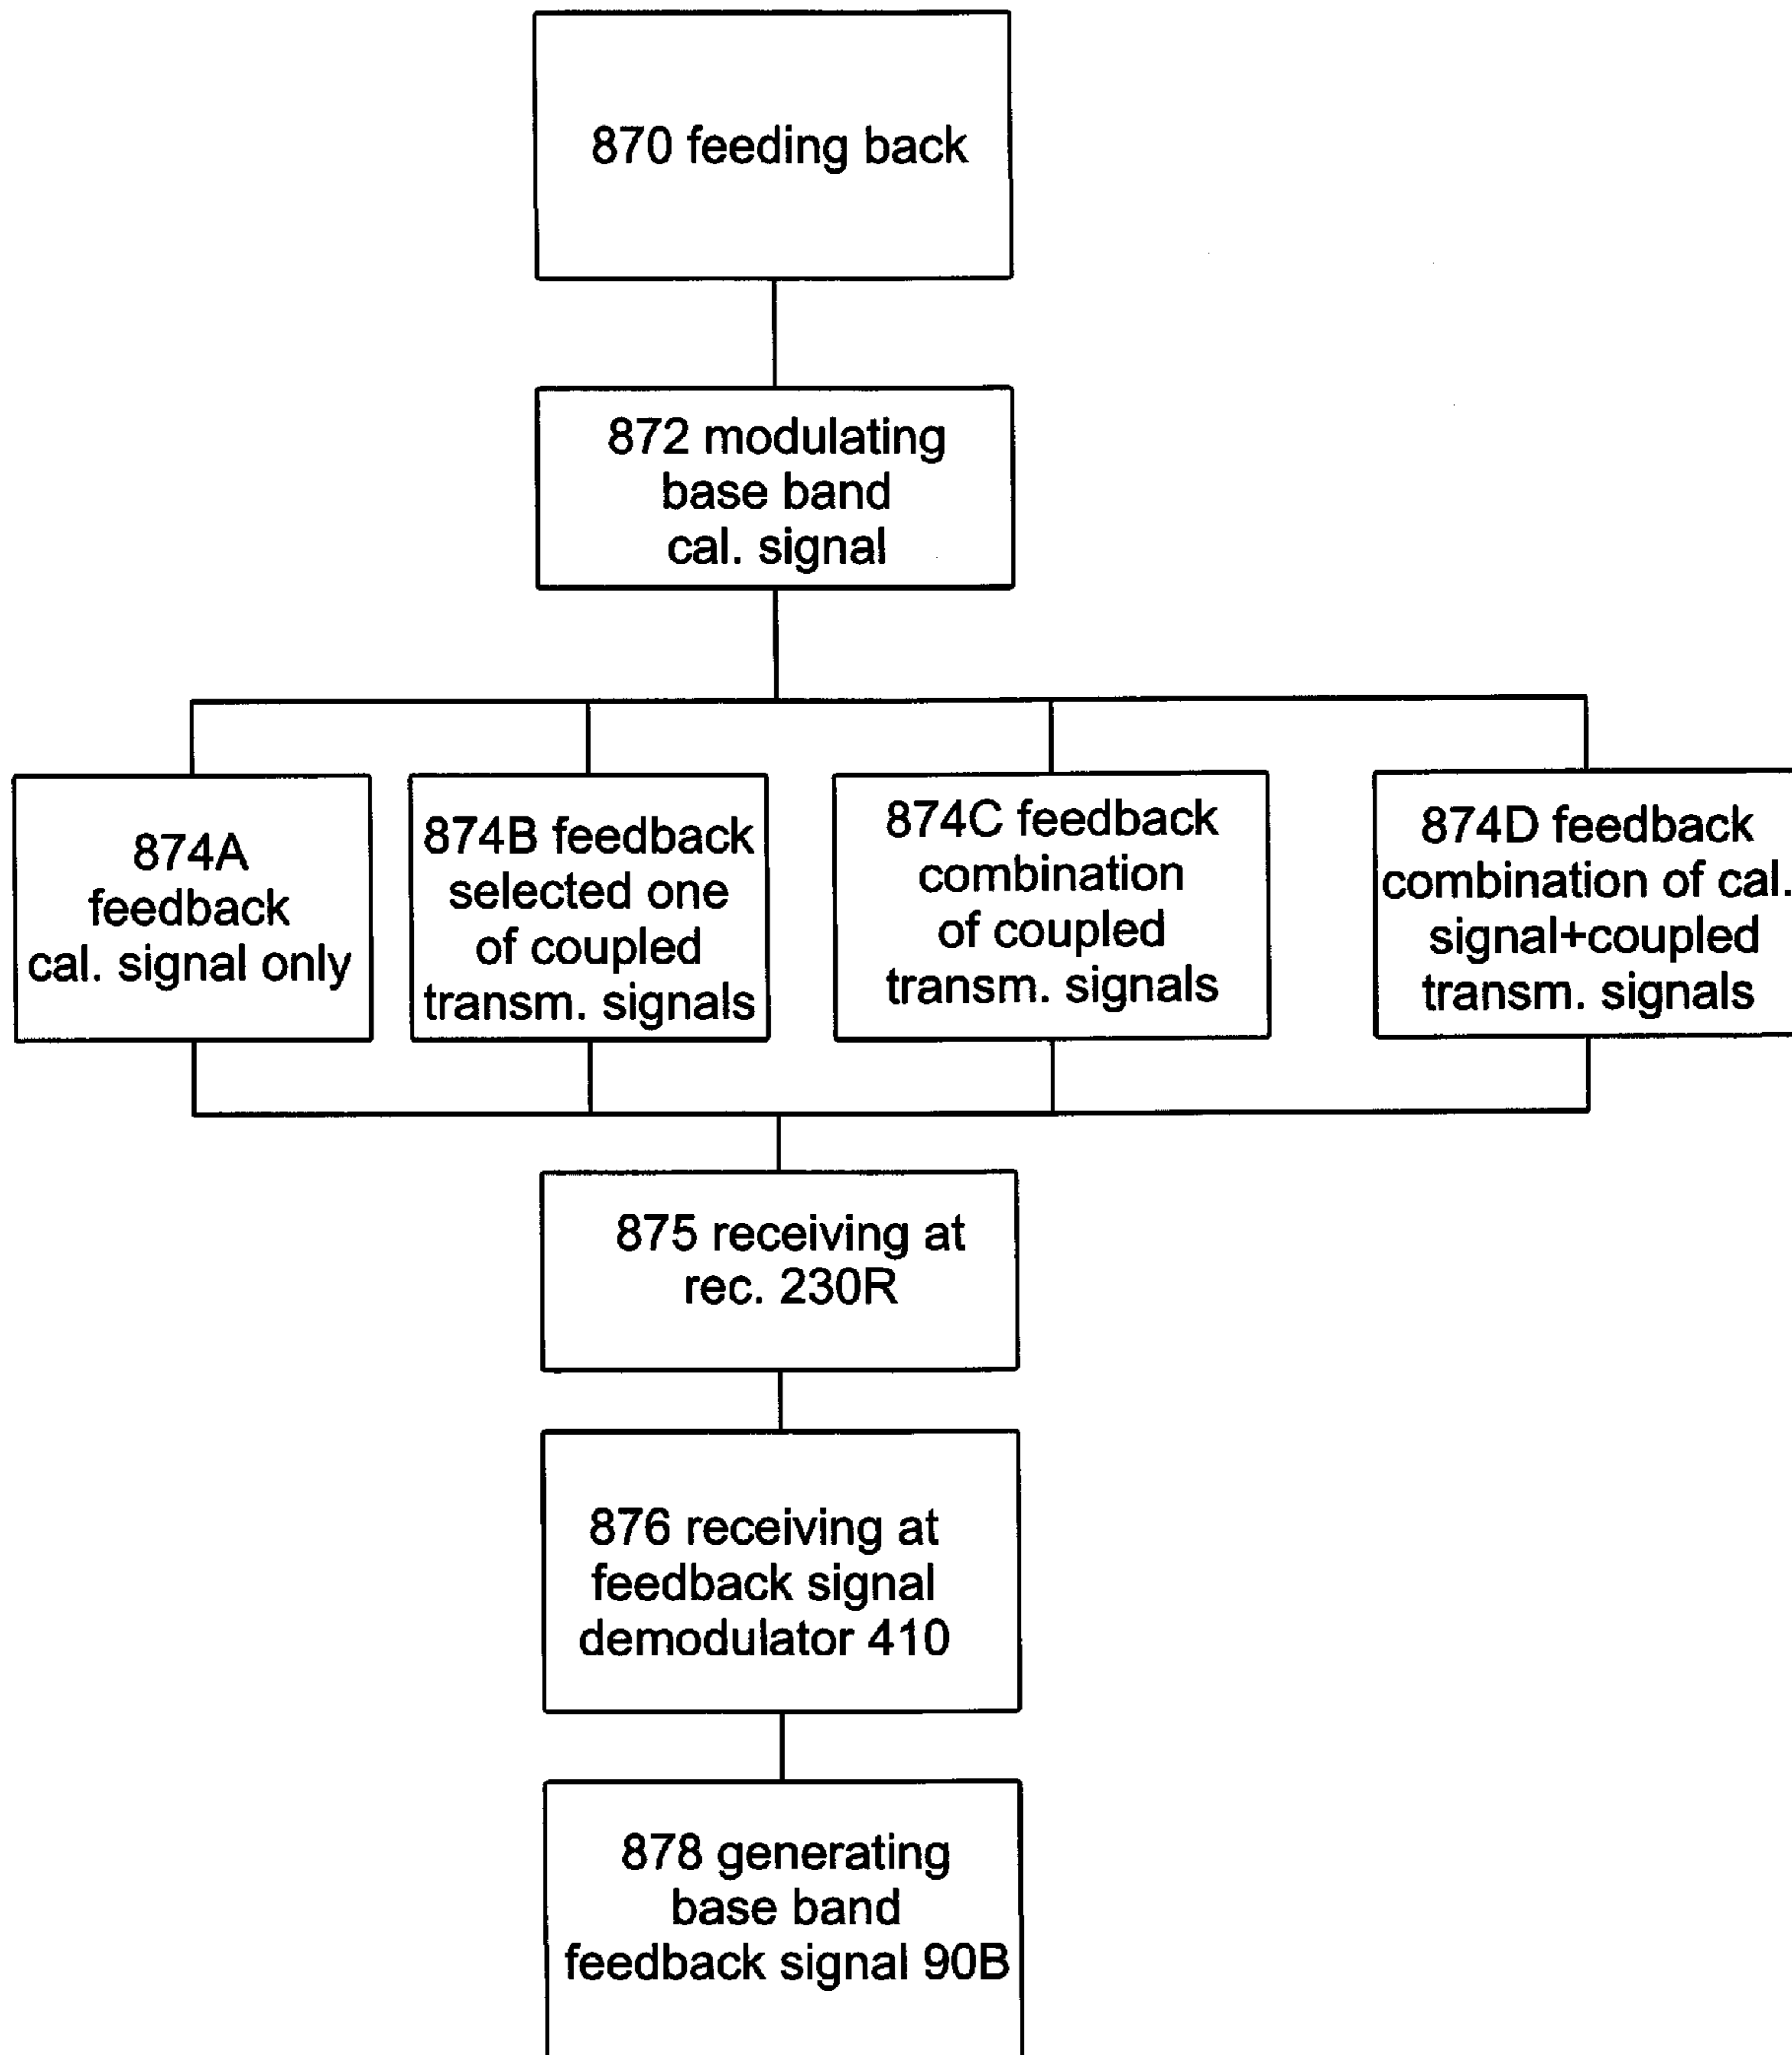 870 feeding back
872 modulating
base band
cal. signal
874A
feedback
cal. signal only
874B feedback
selected one
of coupled
transm. signals
874C feedback
combination
of coupled
transm. signals
874D feedback
combination of cal.
signal+coupled
transm. signals
875 receiving at
rec. 230R
876 receiving at
feedback signal
demodulator 410
878 generating
base band
feedback signal 90B